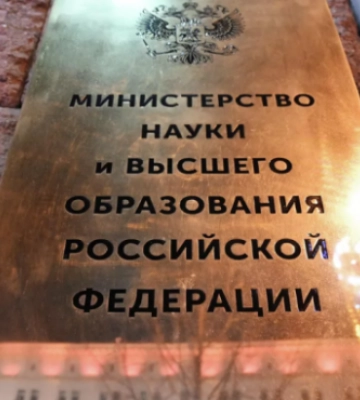 МИНИСТЕРСТВО
НАУКИ
и ВЫСШЕГО
ОБРАЗОВАНИЯ
РОССИЙСКОЙ
ФЕДЕРАЦИИ